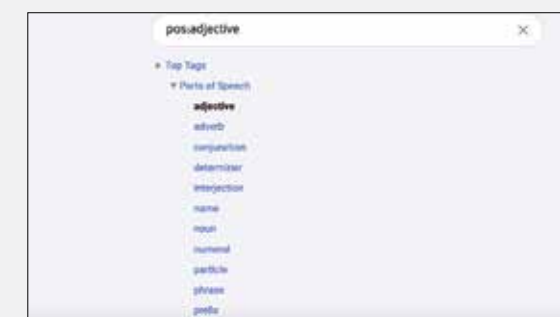 pos:adjective
Top Tags
Parts of Speech
adjective
adverb
conjunction
determiner
interjection
name
noun
numeral
particle
phrase
prefix